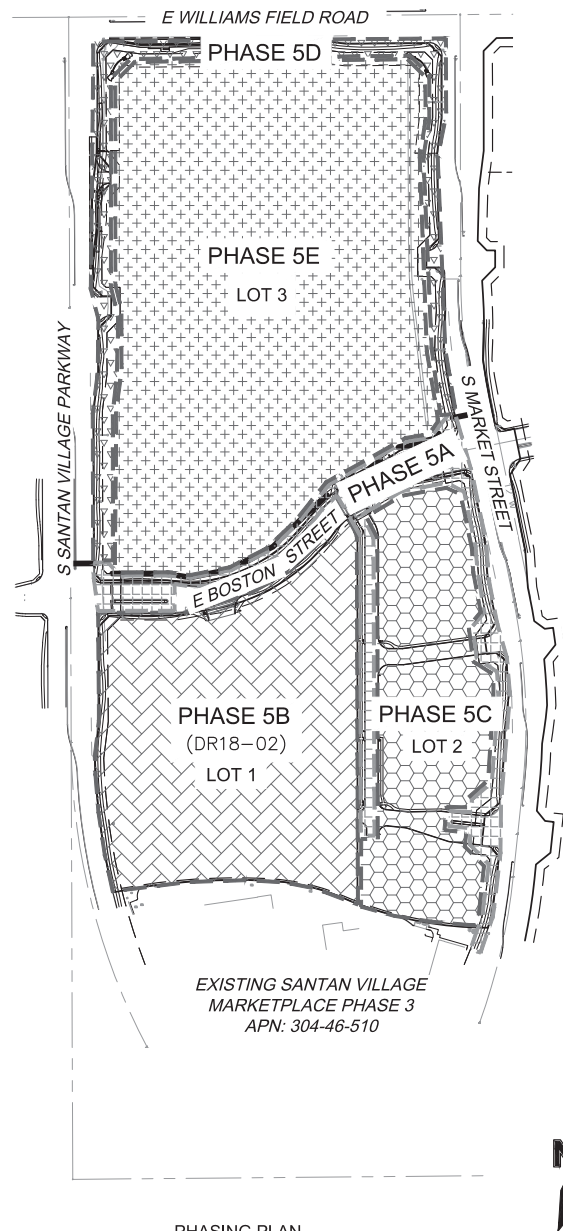 E WILLIAMS FIELD ROAD
PHASE 5D
PHASE 5E
LOT 3
S SANTAN VILLAGE PARKWAY
S MARKET STREET
PHASE 5A
E BOSTON STREET
PHASE 5B
(DR18-02)
LOT 1
PHASE 5C
LOT 2
EXISTING SANTAN VILLAGE
MARKETPLACE PHASE 3
APN: 304-46-510
N
PHASING PLAN